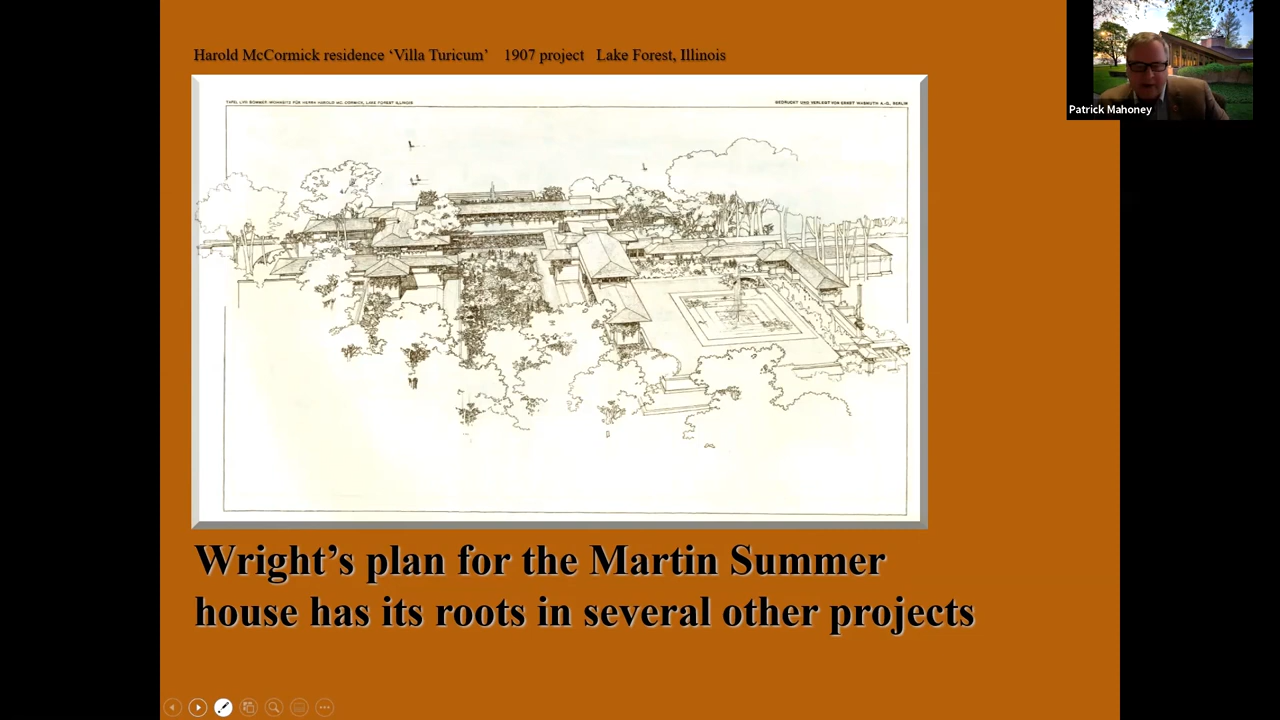 Harold McCormick residence ‘Villa Turicum’ 1907 project Lake Forest, Illinois
Patrick Mahoney
Wright’s plan for the Martin Summer
house has its roots in several other projects